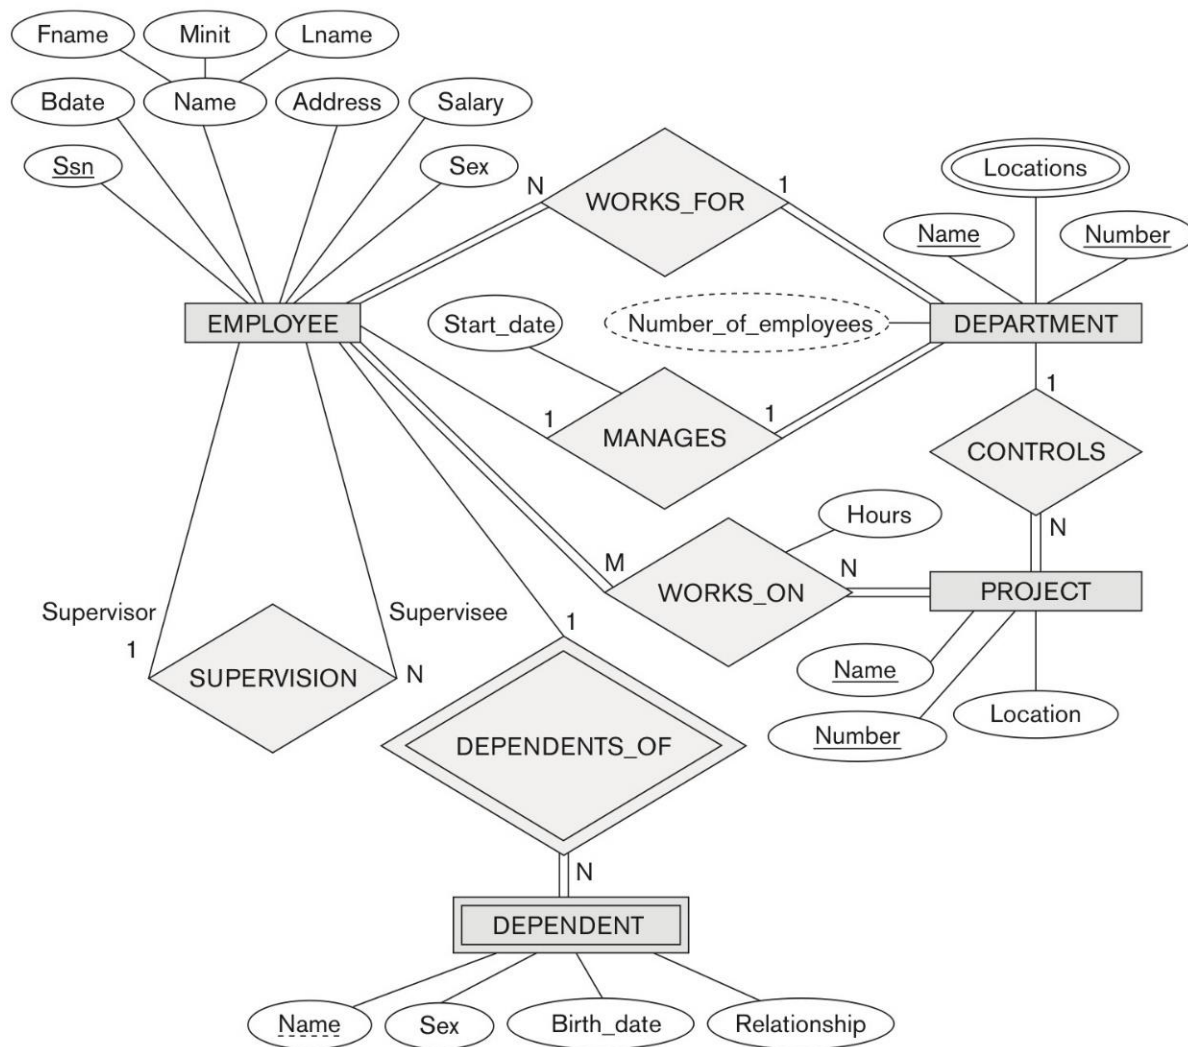 Fname
Minit
Lname
Bdate
Name
Address
Salary
Ssn
Sex
N
WORKS_FOR
1
Locations
Name
Number
EMPLOYEE
Start_date
Number_of_employees
DEPARTMENT
1
MANAGES
1
1
CONTROLS
N
Hours
M
WORKS_ON
N
PROJECT
Supervisor
1
SUPERVISION
Supervisee
N
1
Name
Number
Location
DEPENDENTS_OF
N
DEPENDENT
Name
Sex
Birth_date
Relationship